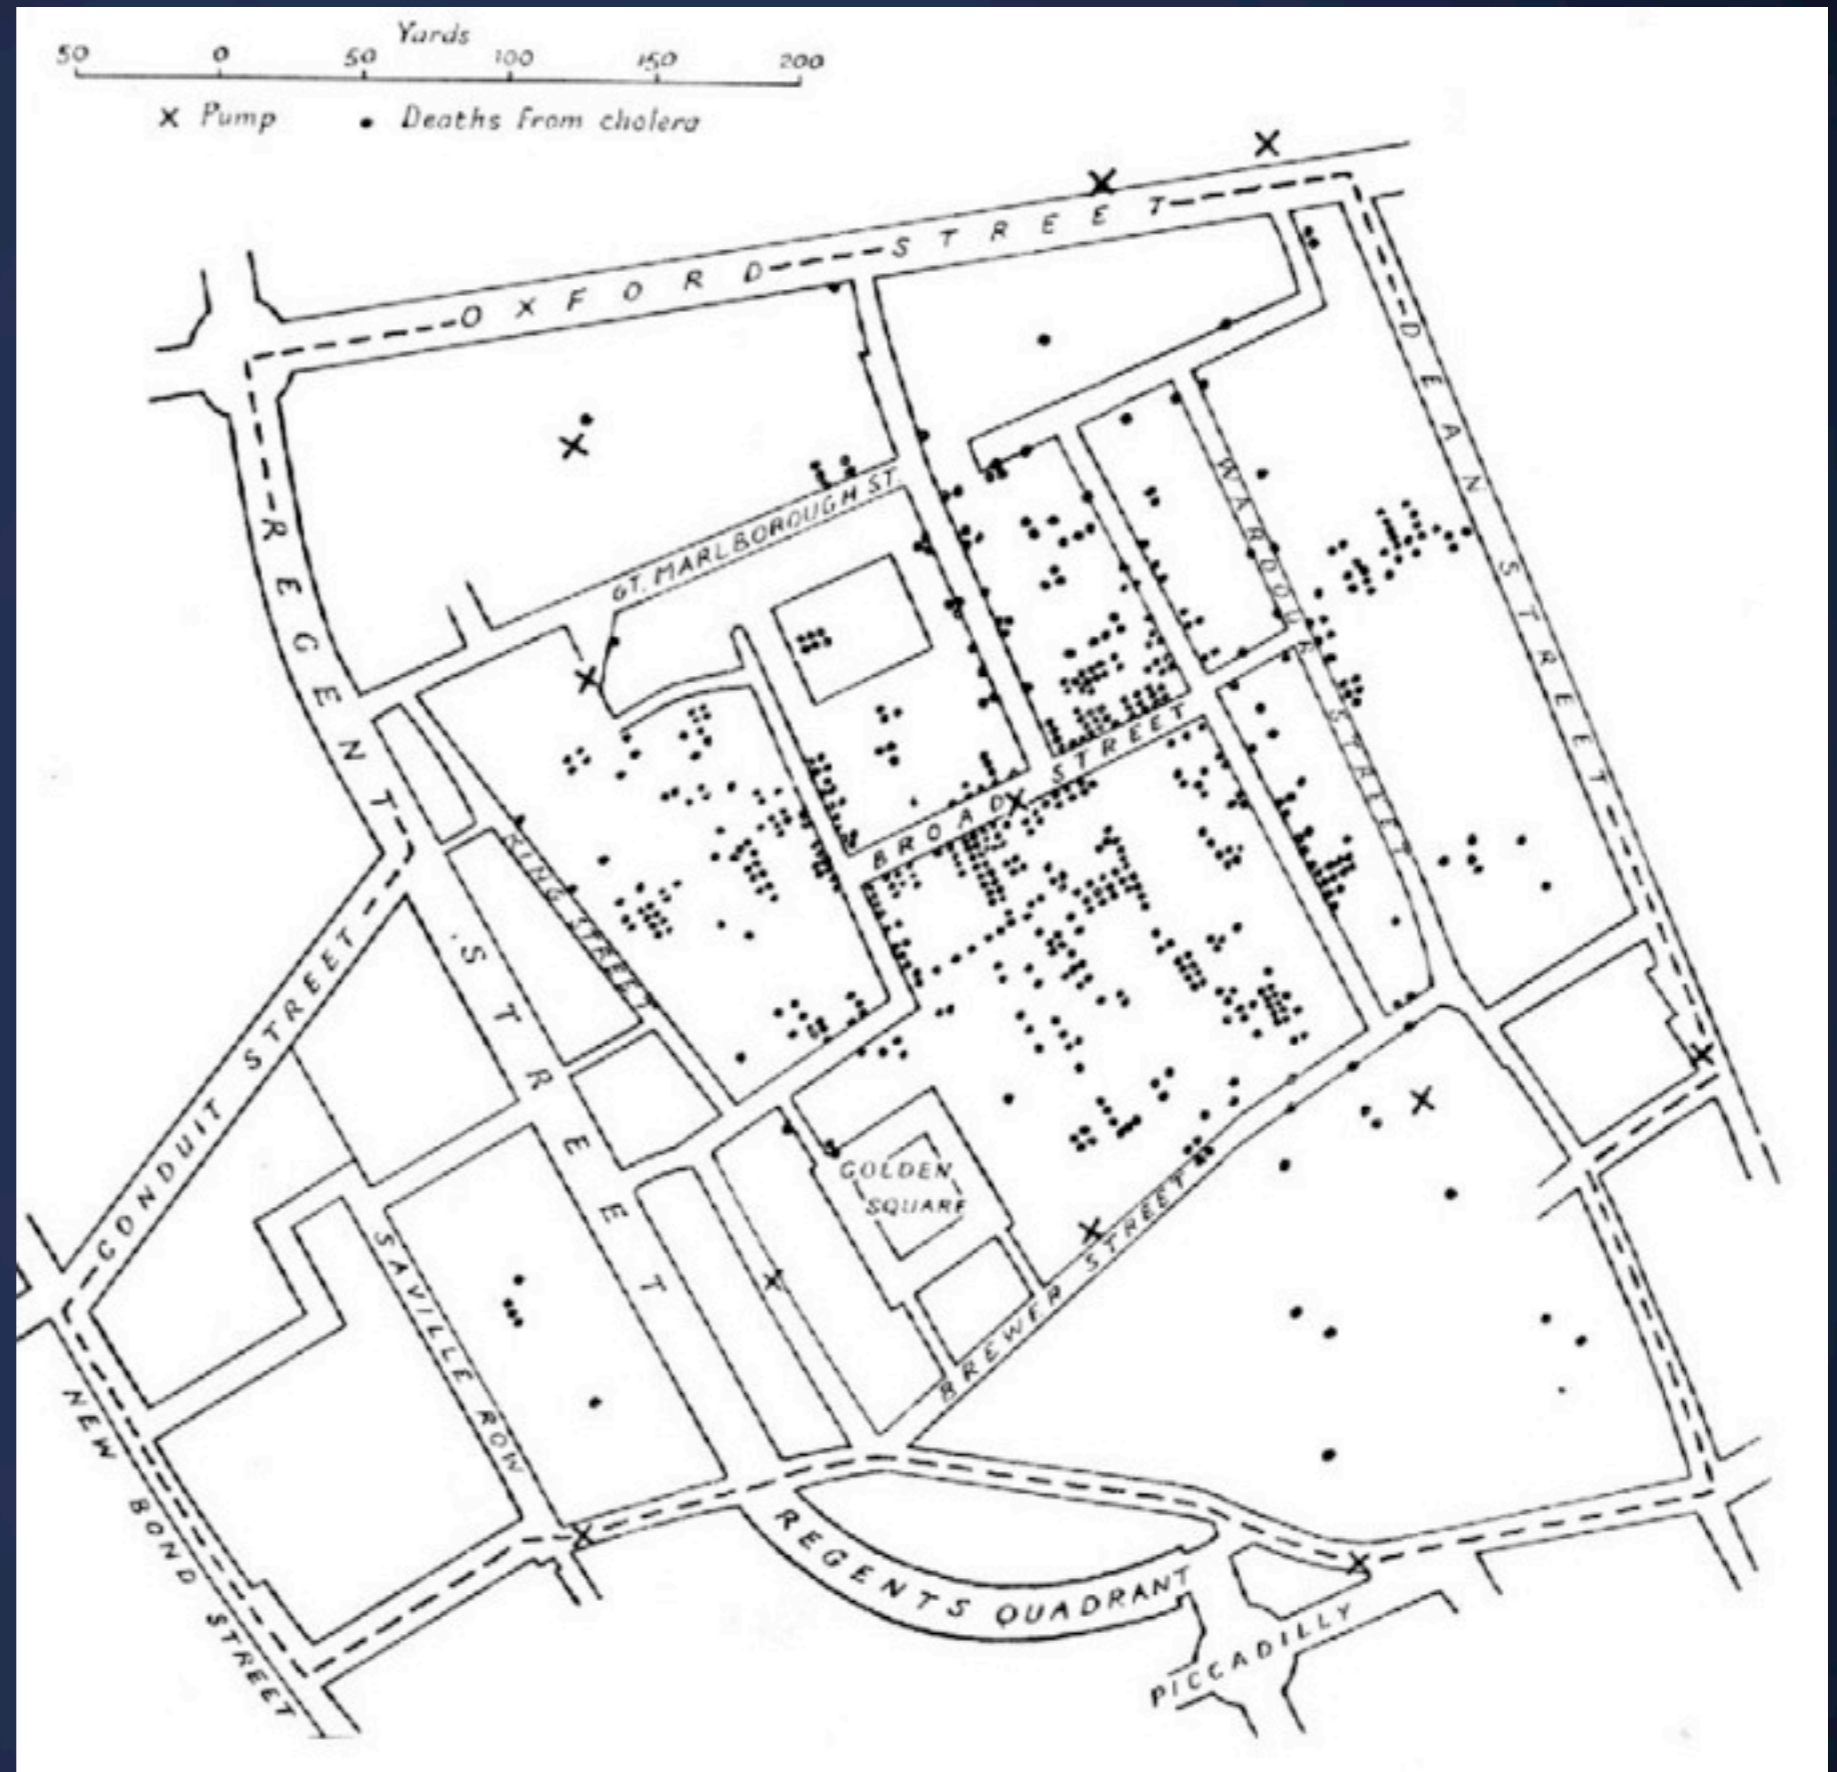 Yards
50 0 50 100 150 200
X Pump • Deaths from cholera
OXFORD STREET
DEAN STREET
REGENT STREET
GT. MARLBOROUGH ST
WARDOUR STREET
BROAD STREET
KING STREET
CONDUIT STREET
GOLDEN
SQUARE
SAVILLE ROW
BREWER STREET
NEW BOND STREET
REGENTS QUADRANT
PICCADILLY